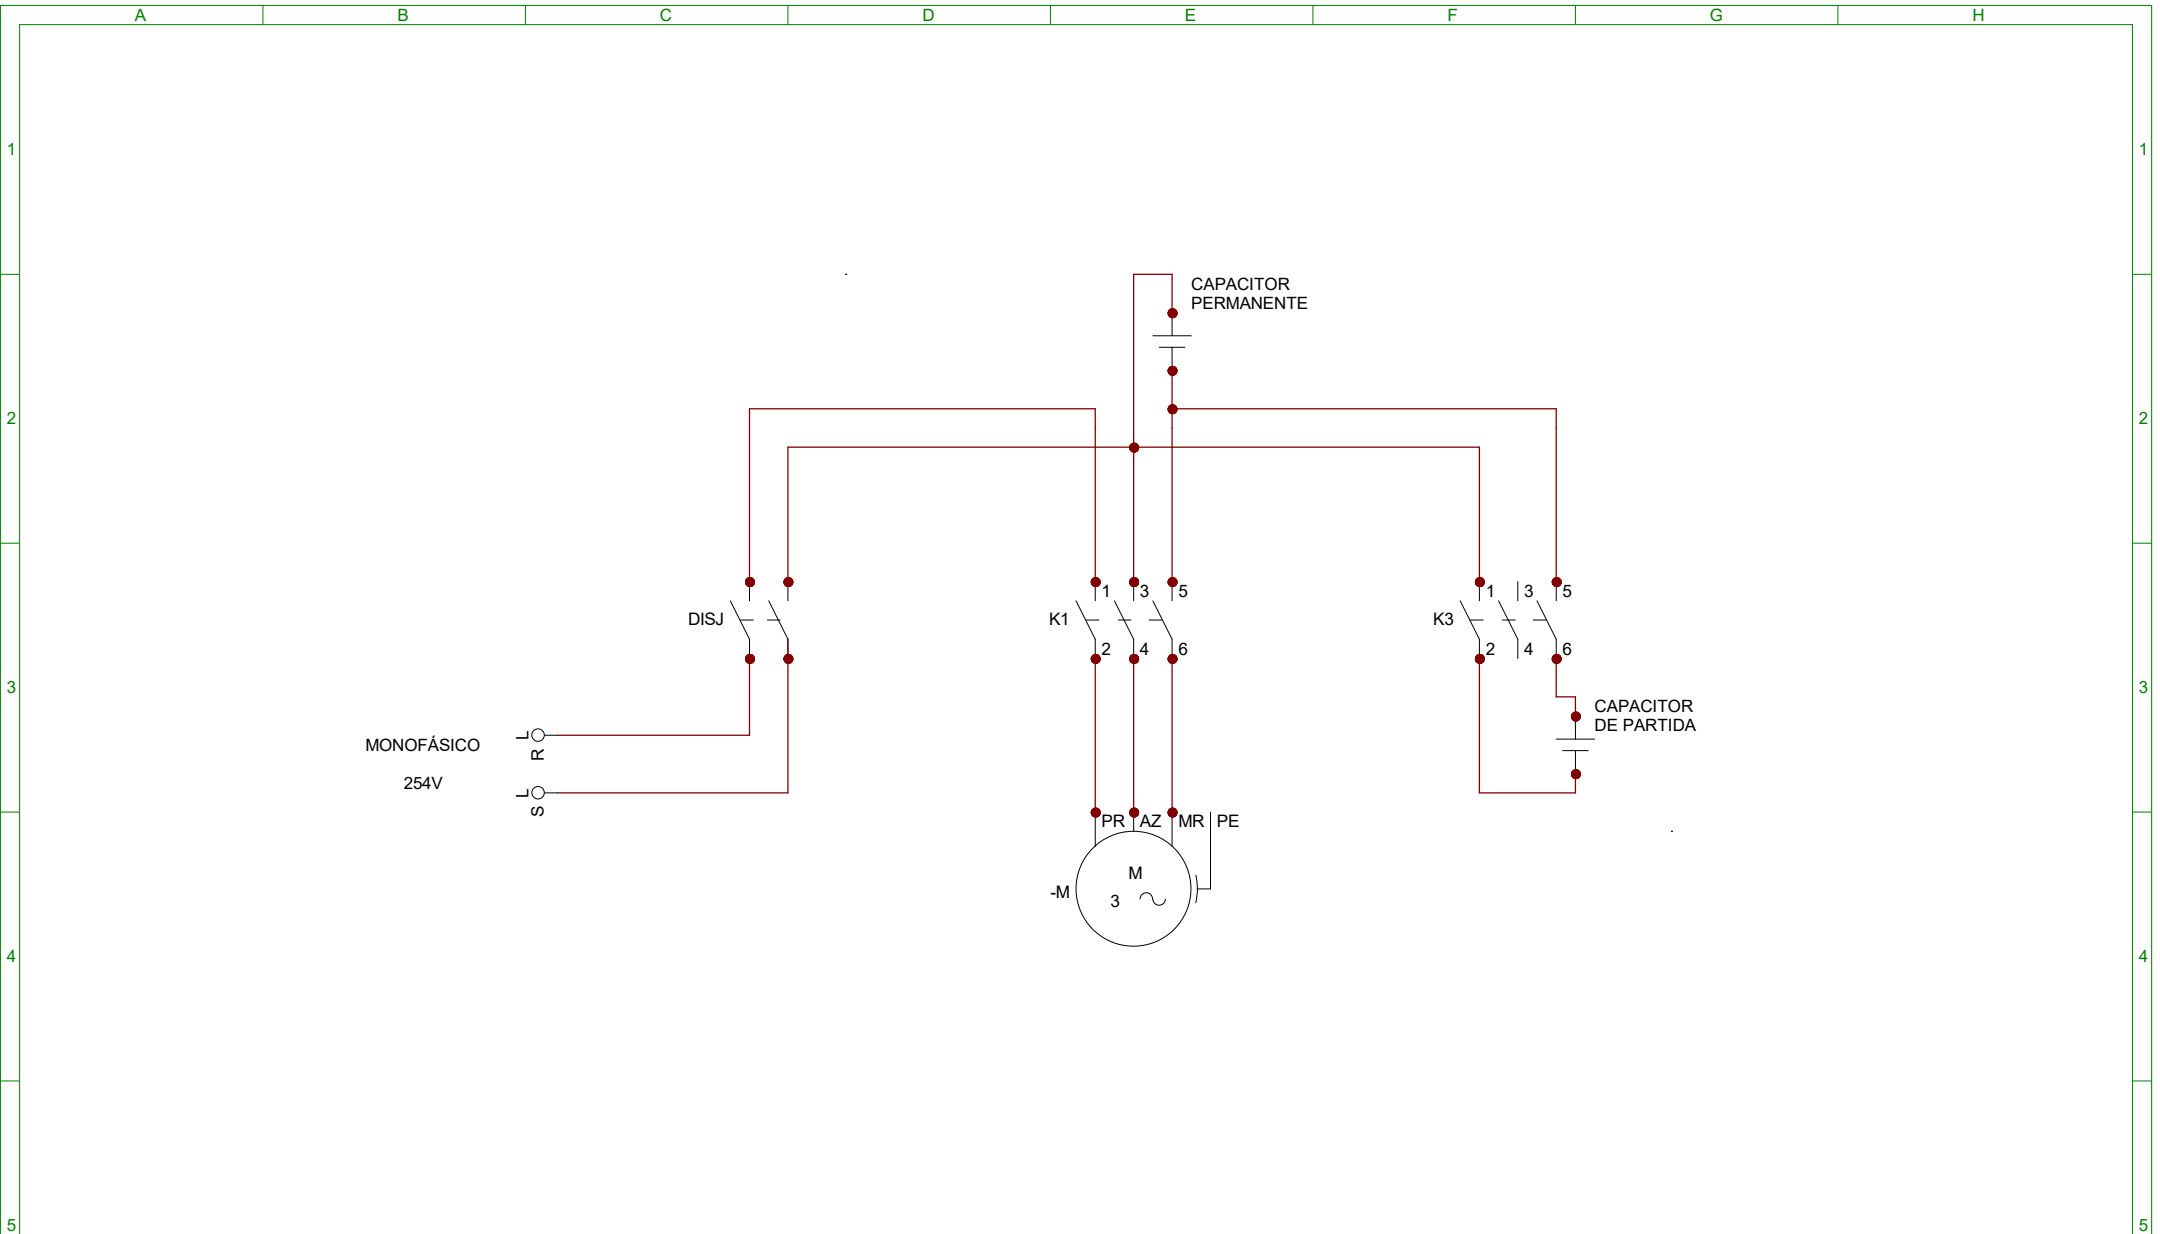 A B C D E F G H
1 1
CAPACITOR
PERMANENTE
2 2
1 3 5 1 3 5
DISJ K1 K3
2 4 6 2 4 6
3 3
CAPACITOR
DE PARTIDA
MONOFÁSICO
L
R
254V
L
S
PR AZ MR PE
M
-M
3
4 4
5 5